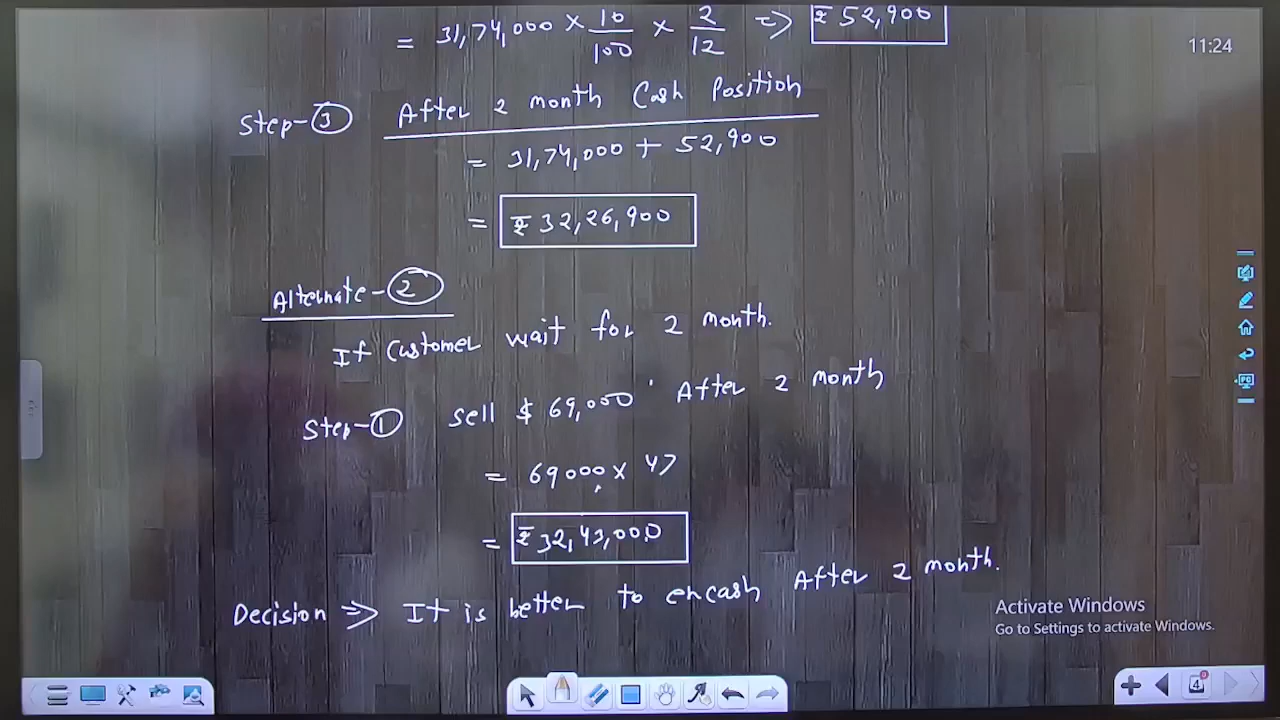 = 31,74,000 × 10/100 × 2/12 ⇒ ₹ 52,900
11:24
Step-③ After 2 month Cash Position
= 31,74,000 + 52,900
= ₹ 32,26,900
Alternate-②
If Customer wait for 2 month.
Step-① Sell $ 69,000 After 2 month
= 69000 × 47
= ₹ 32,43,000
Decision ⇒ It is better to encash After 2 month.
Activate Windows
Go to Settings to activate Windows.
4